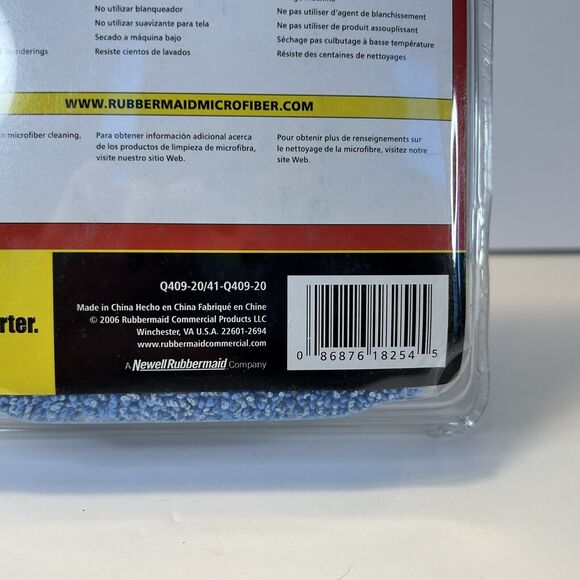 No utilizar blanqueador
No utilizar suavizante para tela
Secado a máquina bajo
Resiste cientos de lavados
Ne pas utiliser d'agent de blanchissement
Ne pas utiliser de produit assouplissant
Séchage pas culbutage à basse température
Résiste des centaines de nettoyages
WWW.RUBBERMAIDMICROFIBER.COM
microfiber cleaning,
Para obtener información adicional acerca
de los productos de limpieza de microfibra,
visite nuestro sitio Web.
Pour obtenir plus de renseignements sur
le nettoyage de la microfibre, visitez notre
site Web.
rter.
Q409-20/41-Q409-20
Made in China Hecho en China Fabriqué en Chine
© 2006 Rubbermaid Commercial Products LLC
Winchester, VA U.S.A. 22601-2694
www.rubbermaidcommercial.com
A Newell Rubbermaid Company
0 86876 18254 5